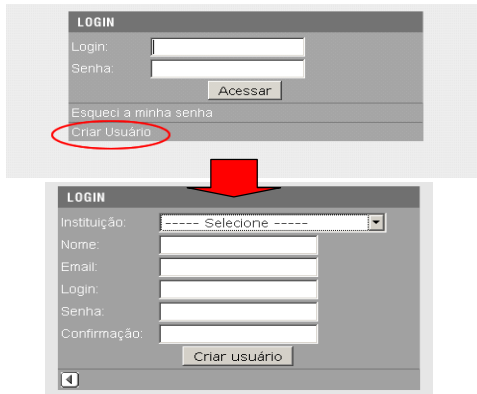 LOGIN
Login:
Senha:
Acessar
Esqueci a minha senha
Criar Usuário
LOGIN
Instituição: ----- Selecione -----
Nome:
Email:
Login:
Senha:
Confirmação:
Criar usuário